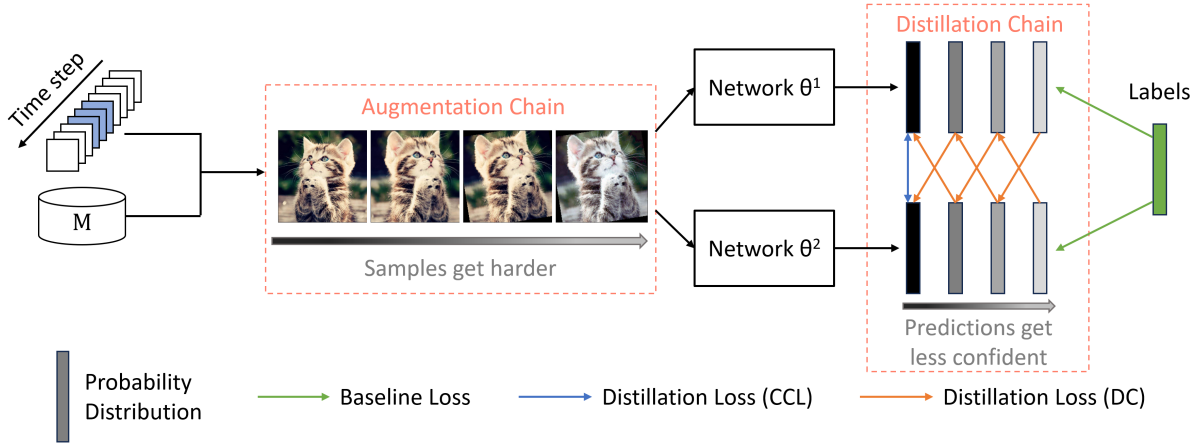 Time step
M
Augmentation Chain
Samples get harder
Network θ¹
Network θ²
Distillation Chain
Predictions get
less confident
Labels
Probability
Distribution
Baseline Loss
Distillation Loss (CCL)
Distillation Loss (DC)